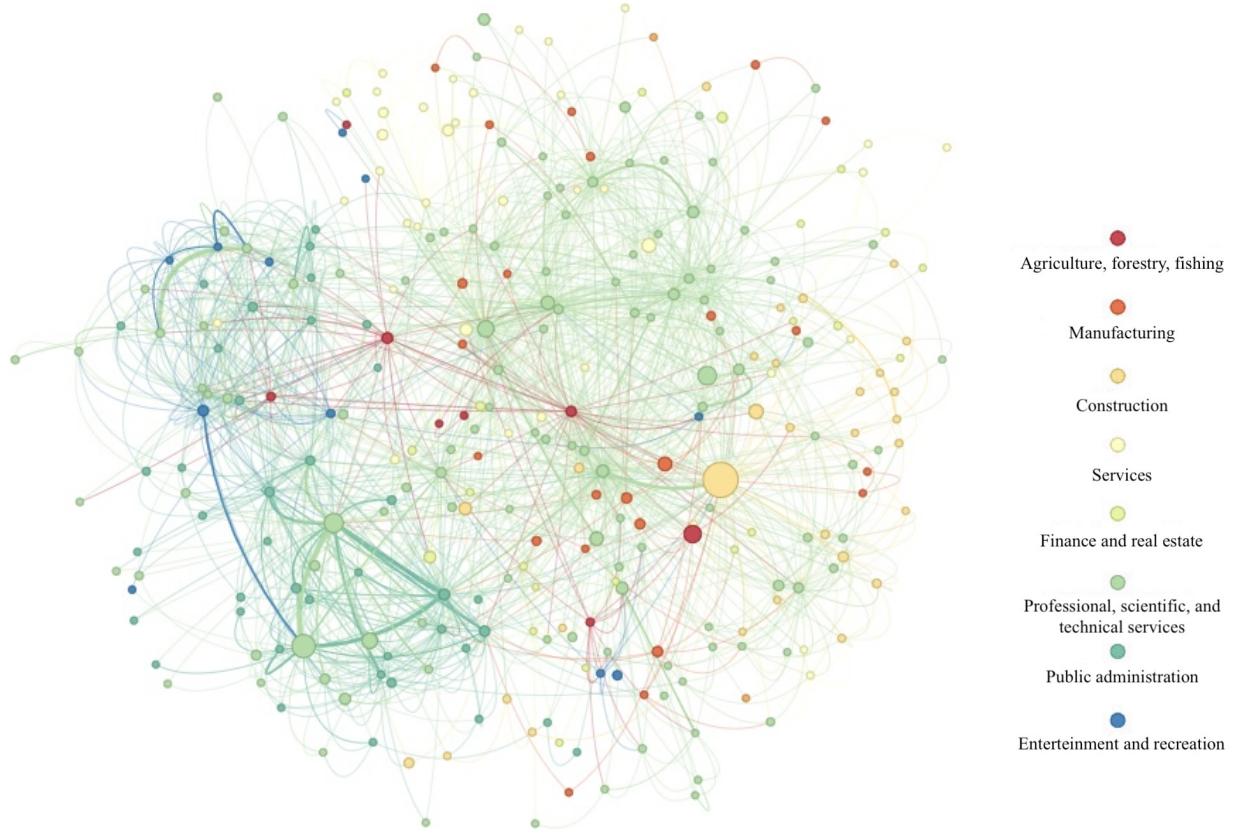 Agriculture, forestry, fishing
Manufacturing
Construction
Services
Finance and real estate
Professional, scientific, and
technical services
Public administration
Enterteinment and recreation